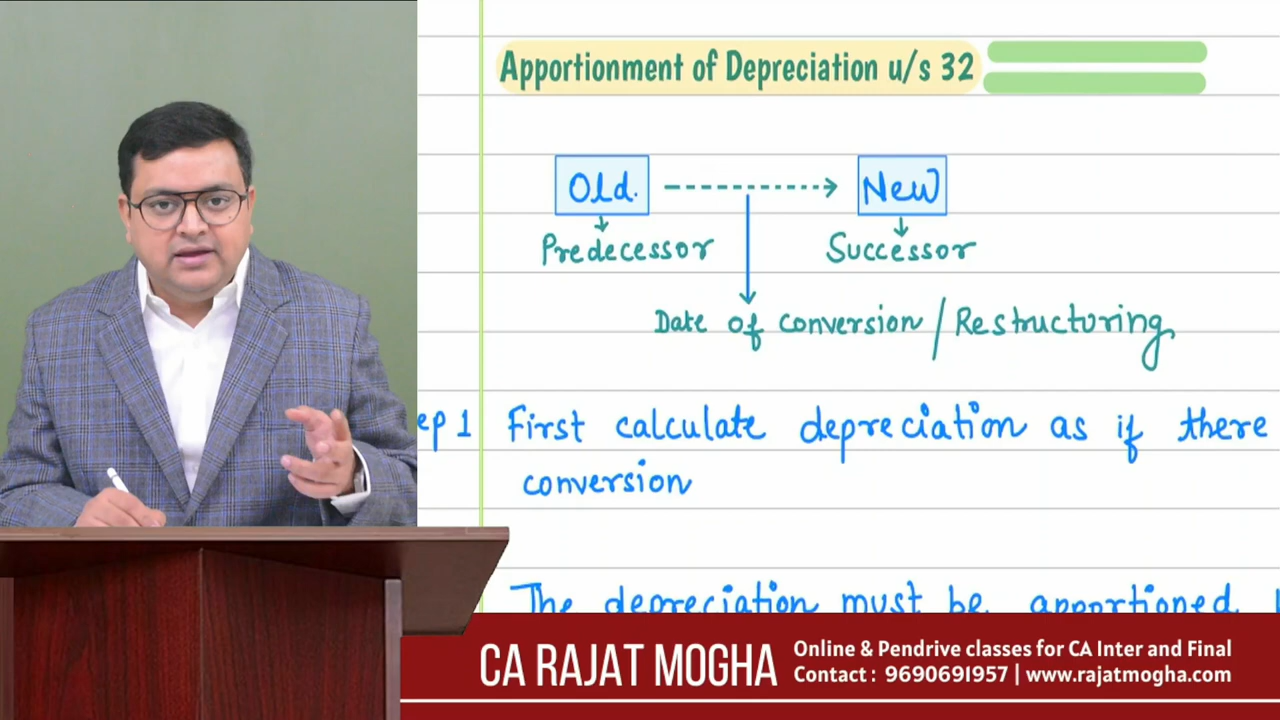 Apportionment of Depreciation u/s 32
Old. New
Predecessor Successor
Date of conversion / Restructuring
ep 1 First calculate depreciation as if there
conversion
The depreciation must be apportioned
CA RAJAT MOGHA
Online & Pendrive classes for CA Inter and Final
Contact : 9690691957 | www.rajatmogha.com